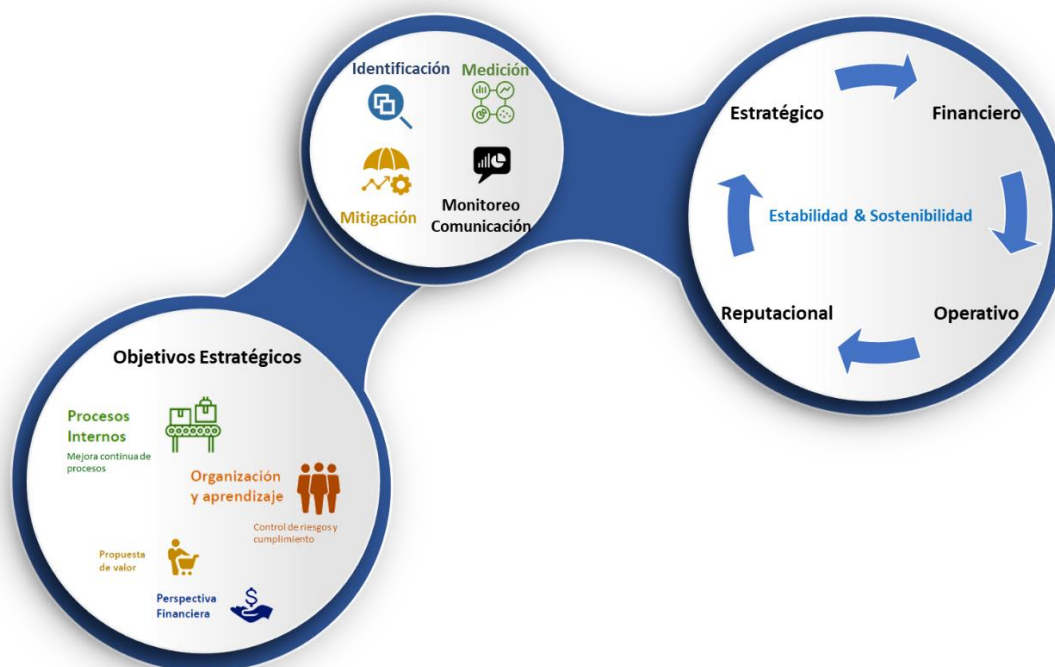 Identificación
Medición
Mitigación
Monitoreo
Comunicación
Estratégico
Financiero
Estabilidad & Sostenibilidad
Reputacional
Operativo
Objetivos Estratégicos
Procesos
Internos
Mejora continua de
procesos
Organización
y aprendizaje
Control de riesgos y
cumplimiento
Propuesta
de valor
Perspectiva
Financiera